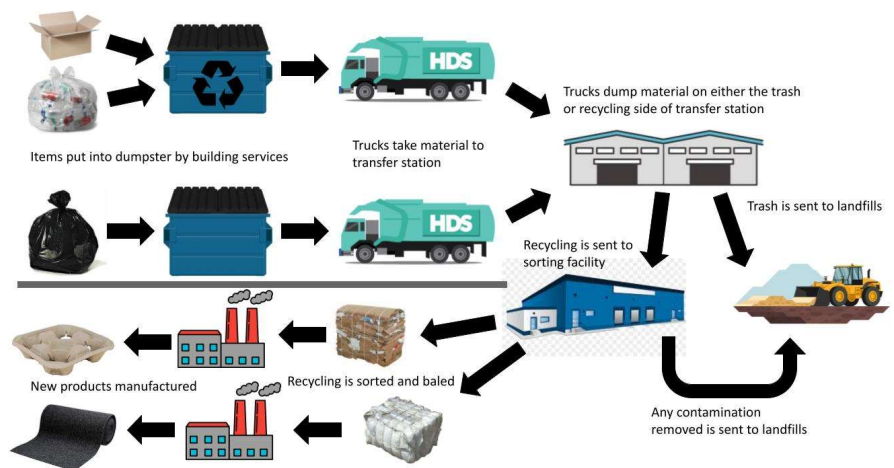 HDS
Trucks dump material on either the trash
or recycling side of transfer station
Items put into dumpster by building services
Trucks take material to
transfer station
HDS
Trash is sent to landfills
Recycling is sent to
sorting facility
New products manufactured
Recycling is sorted and baled
Any contamination
removed is sent to landfills